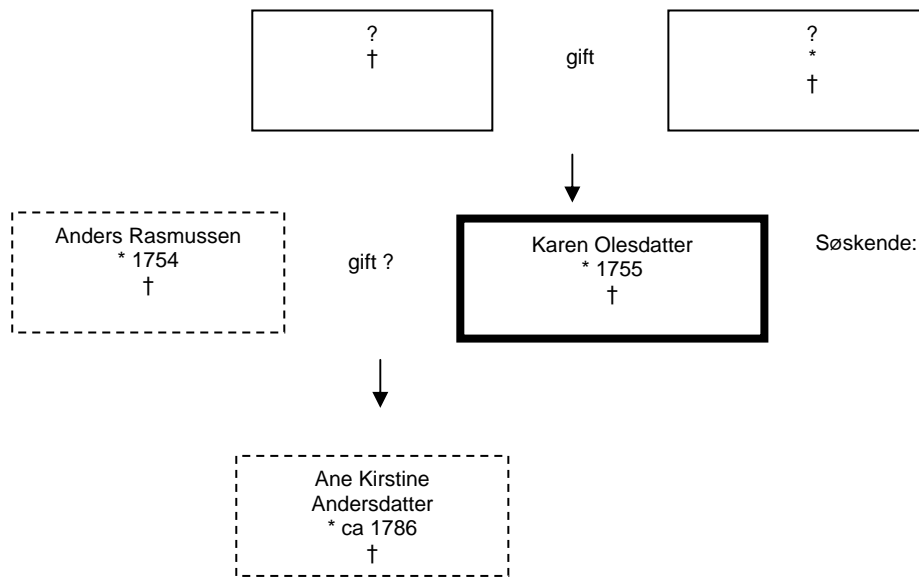 ?
†
gift
?
*
†
Anders Rasmussen
* 1754
†
gift ?
Karen Olesdatter
* 1755
†
Søskende:
Ane Kirstine
Andersdatter
* ca 1786
†